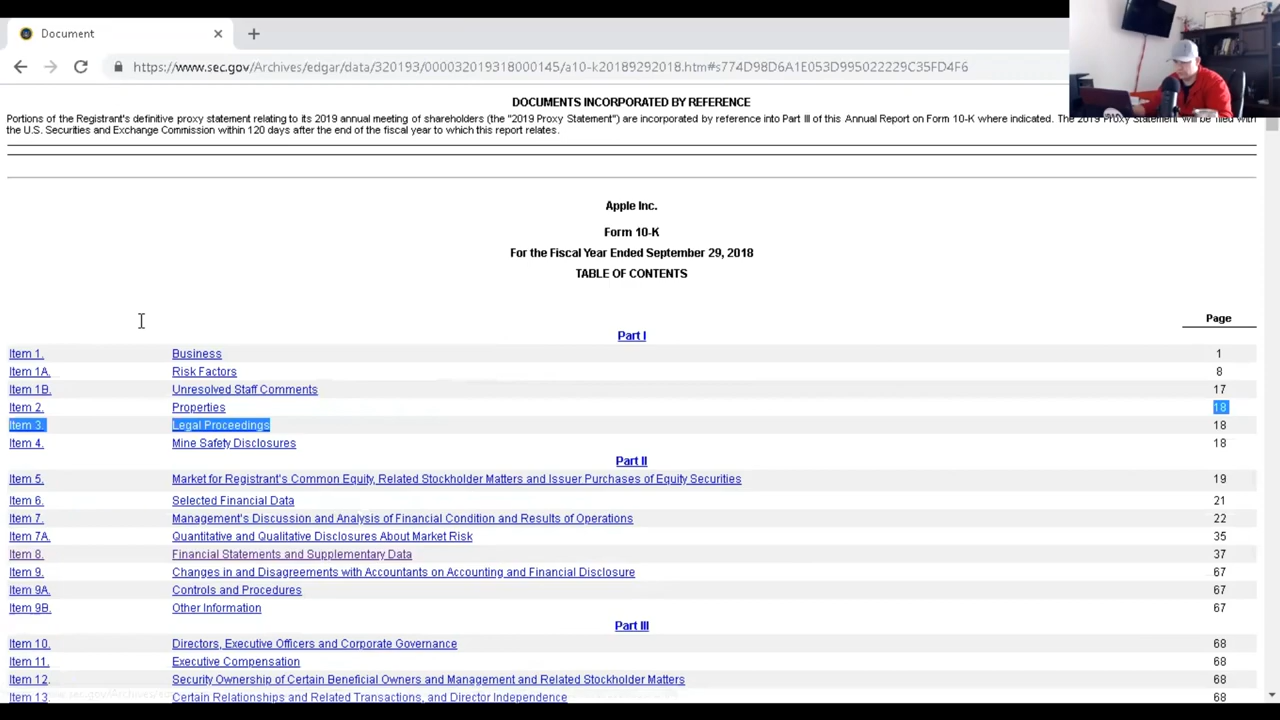 Document
https://www.sec.gov/Archives/edgar/data/320193/000032019318000145/a10-k20189292018.htm#s774D98D6A1E053D995022229C35FD4F6
DOCUMENTS INCORPORATED BY REFERENCE
Portions of the Registrant's definitive proxy statement relating to its 2019 annual meeting of shareholders (the "2019 Proxy Statement") are incorporated by reference into Part III of this Annual Report on Form 10-K where indicated. The 2019 Proxy Statement will be filed with
the U.S. Securities and Exchange Commission within 120 days after the end of the fiscal year to which this report relates.
Apple Inc.
Form 10-K
For the Fiscal Year Ended September 29, 2018
TABLE OF CONTENTS
Page
Part I
Item 1. Business 1
Item 1A. Risk Factors 8
Item 1B. Unresolved Staff Comments 17
Item 2. Properties 18
Item 3. Legal Proceedings 18
Item 4. Mine Safety Disclosures 18
Part II
Item 5. Market for Registrant's Common Equity, Related Stockholder Matters and Issuer Purchases of Equity Securities 19
Item 6. Selected Financial Data 21
Item 7. Management's Discussion and Analysis of Financial Condition and Results of Operations 22
Item 7A. Quantitative and Qualitative Disclosures About Market Risk 35
Item 8. Financial Statements and Supplementary Data 37
Item 9. Changes in and Disagreements with Accountants on Accounting and Financial Disclosure 67
Item 9A. Controls and Procedures 67
Item 9B. Other Information 67
Part III
Item 10. Directors, Executive Officers and Corporate Governance 68
Item 11. Executive Compensation 68
Item 12. Security Ownership of Certain Beneficial Owners and Management and Related Stockholder Matters 68
Item 13. Certain Relationships and Related Transactions, and Director Independence 68